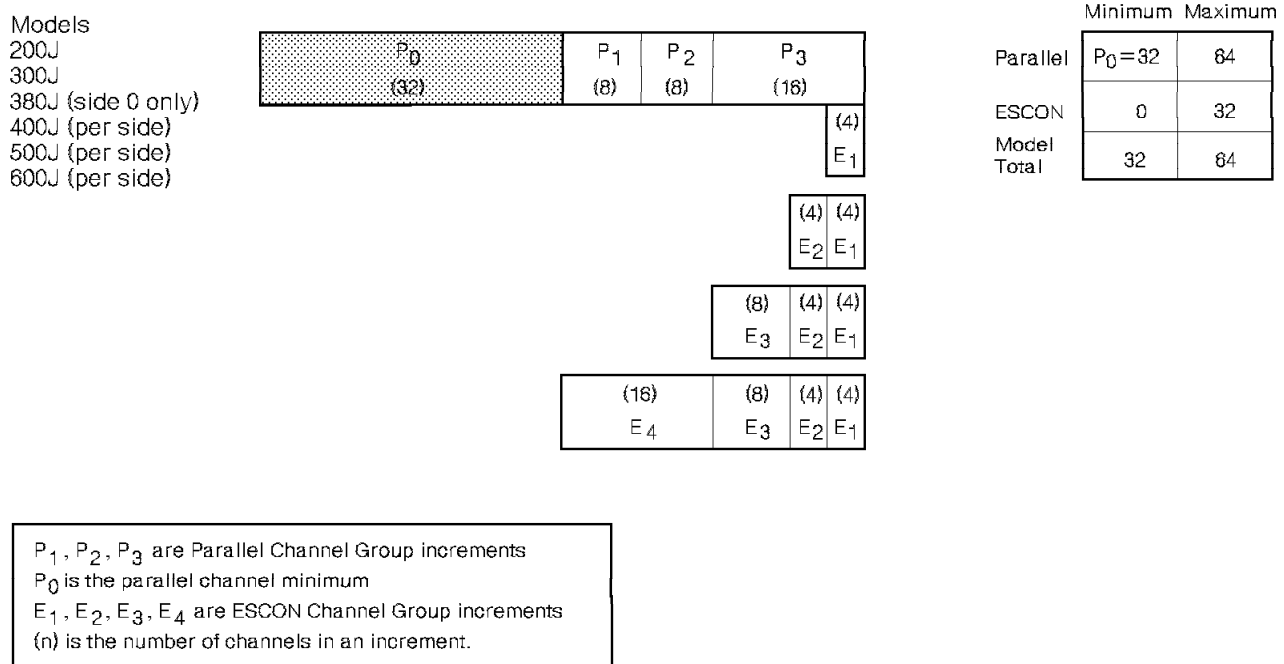 Models
200J
300J
380J (side 0 only)
400J (per side)
500J (per side)
600J (per side)
P0 P1 P2 P3
(32) (8) (8) (16)
(4)
E1
(4) (4)
E2 E1
(8) (4) (4)
E3 E2 E1
(16) (8) (4) (4)
E4 E3 E2 E1
Minimum Maximum
Parallel P0=32 64
ESCON 0 32
Model
Total 32 64
P1, P2, P3 are Parallel Channel Group increments
P0 is the parallel channel minimum
E1, E2, E3, E4 are ESCON Channel Group increments
(n) is the number of channels in an increment.